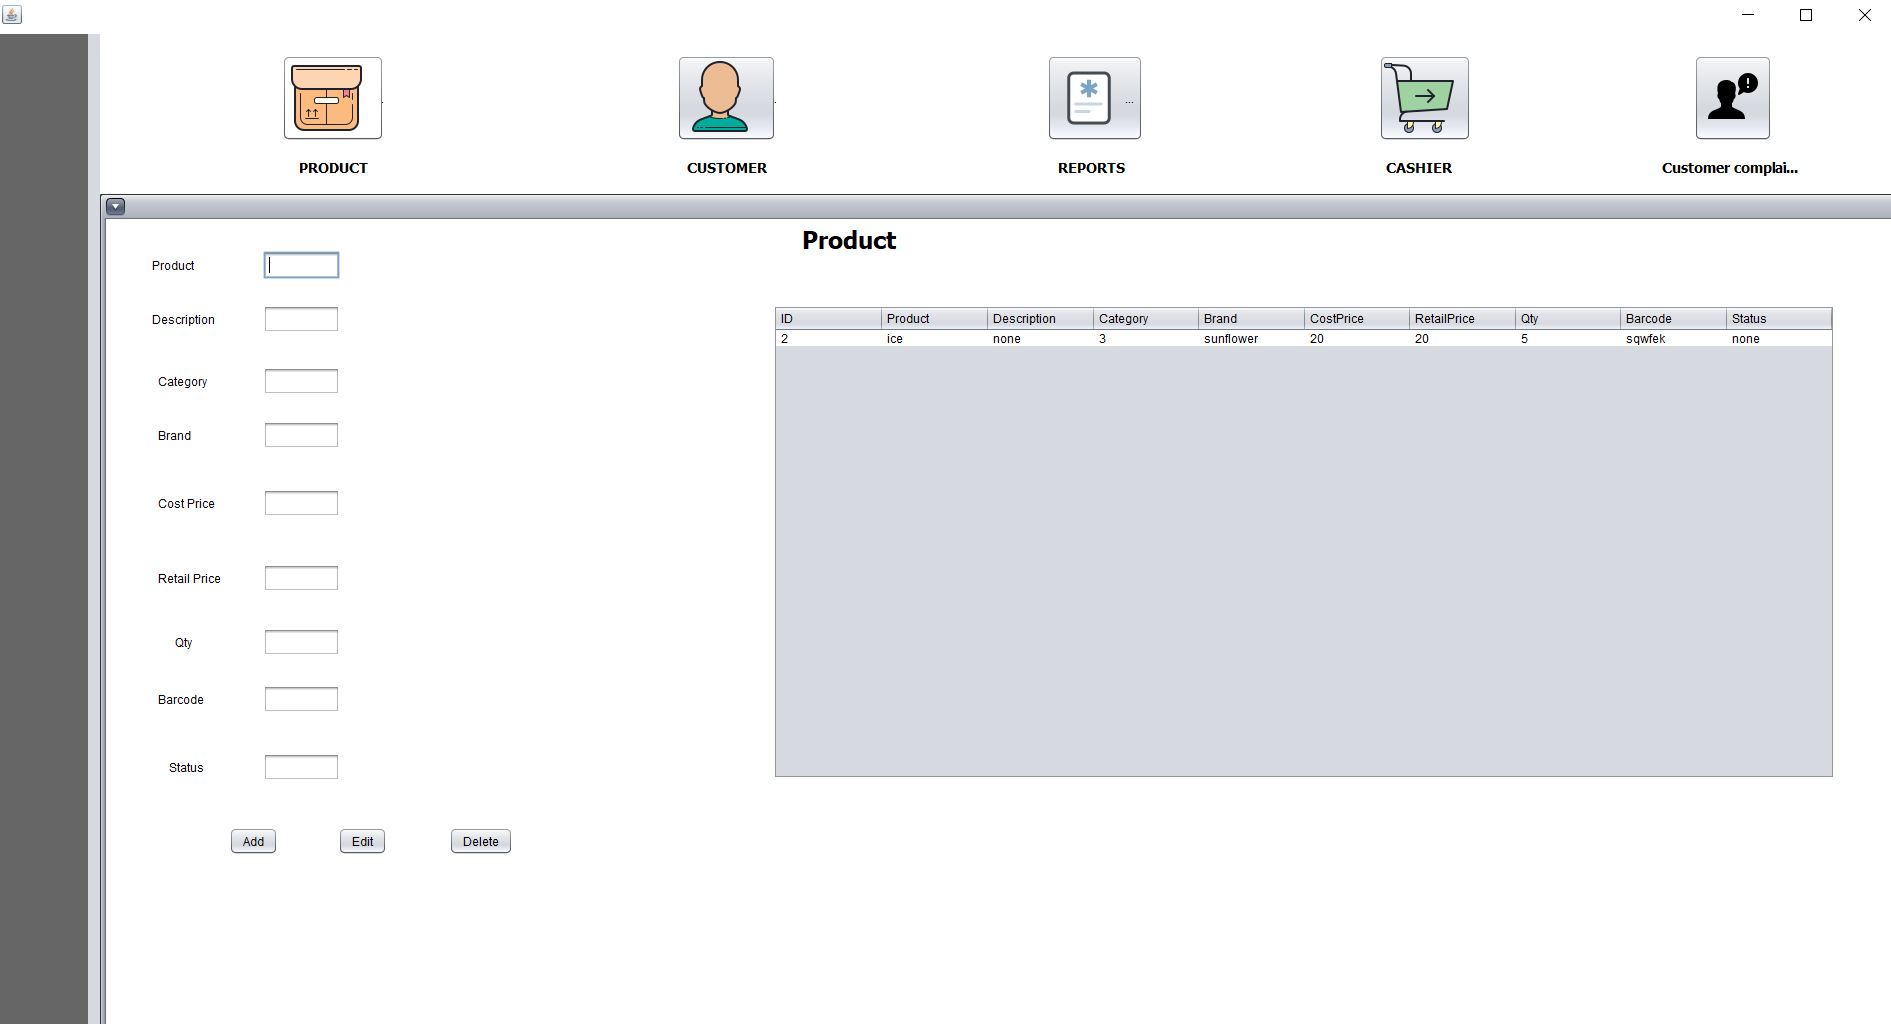 PRODUCT CUSTOMER REPORTS CASHIER Customer complai...
...
Product
Product
Description
Category
Brand
Cost Price
Retail Price
Qty
Barcode
Status
Add Edit Delete
ID Product Description Category Brand CostPrice RetailPrice Qty Barcode Status
2 ice none 3 sunflower 20 20 5 sqwfek none